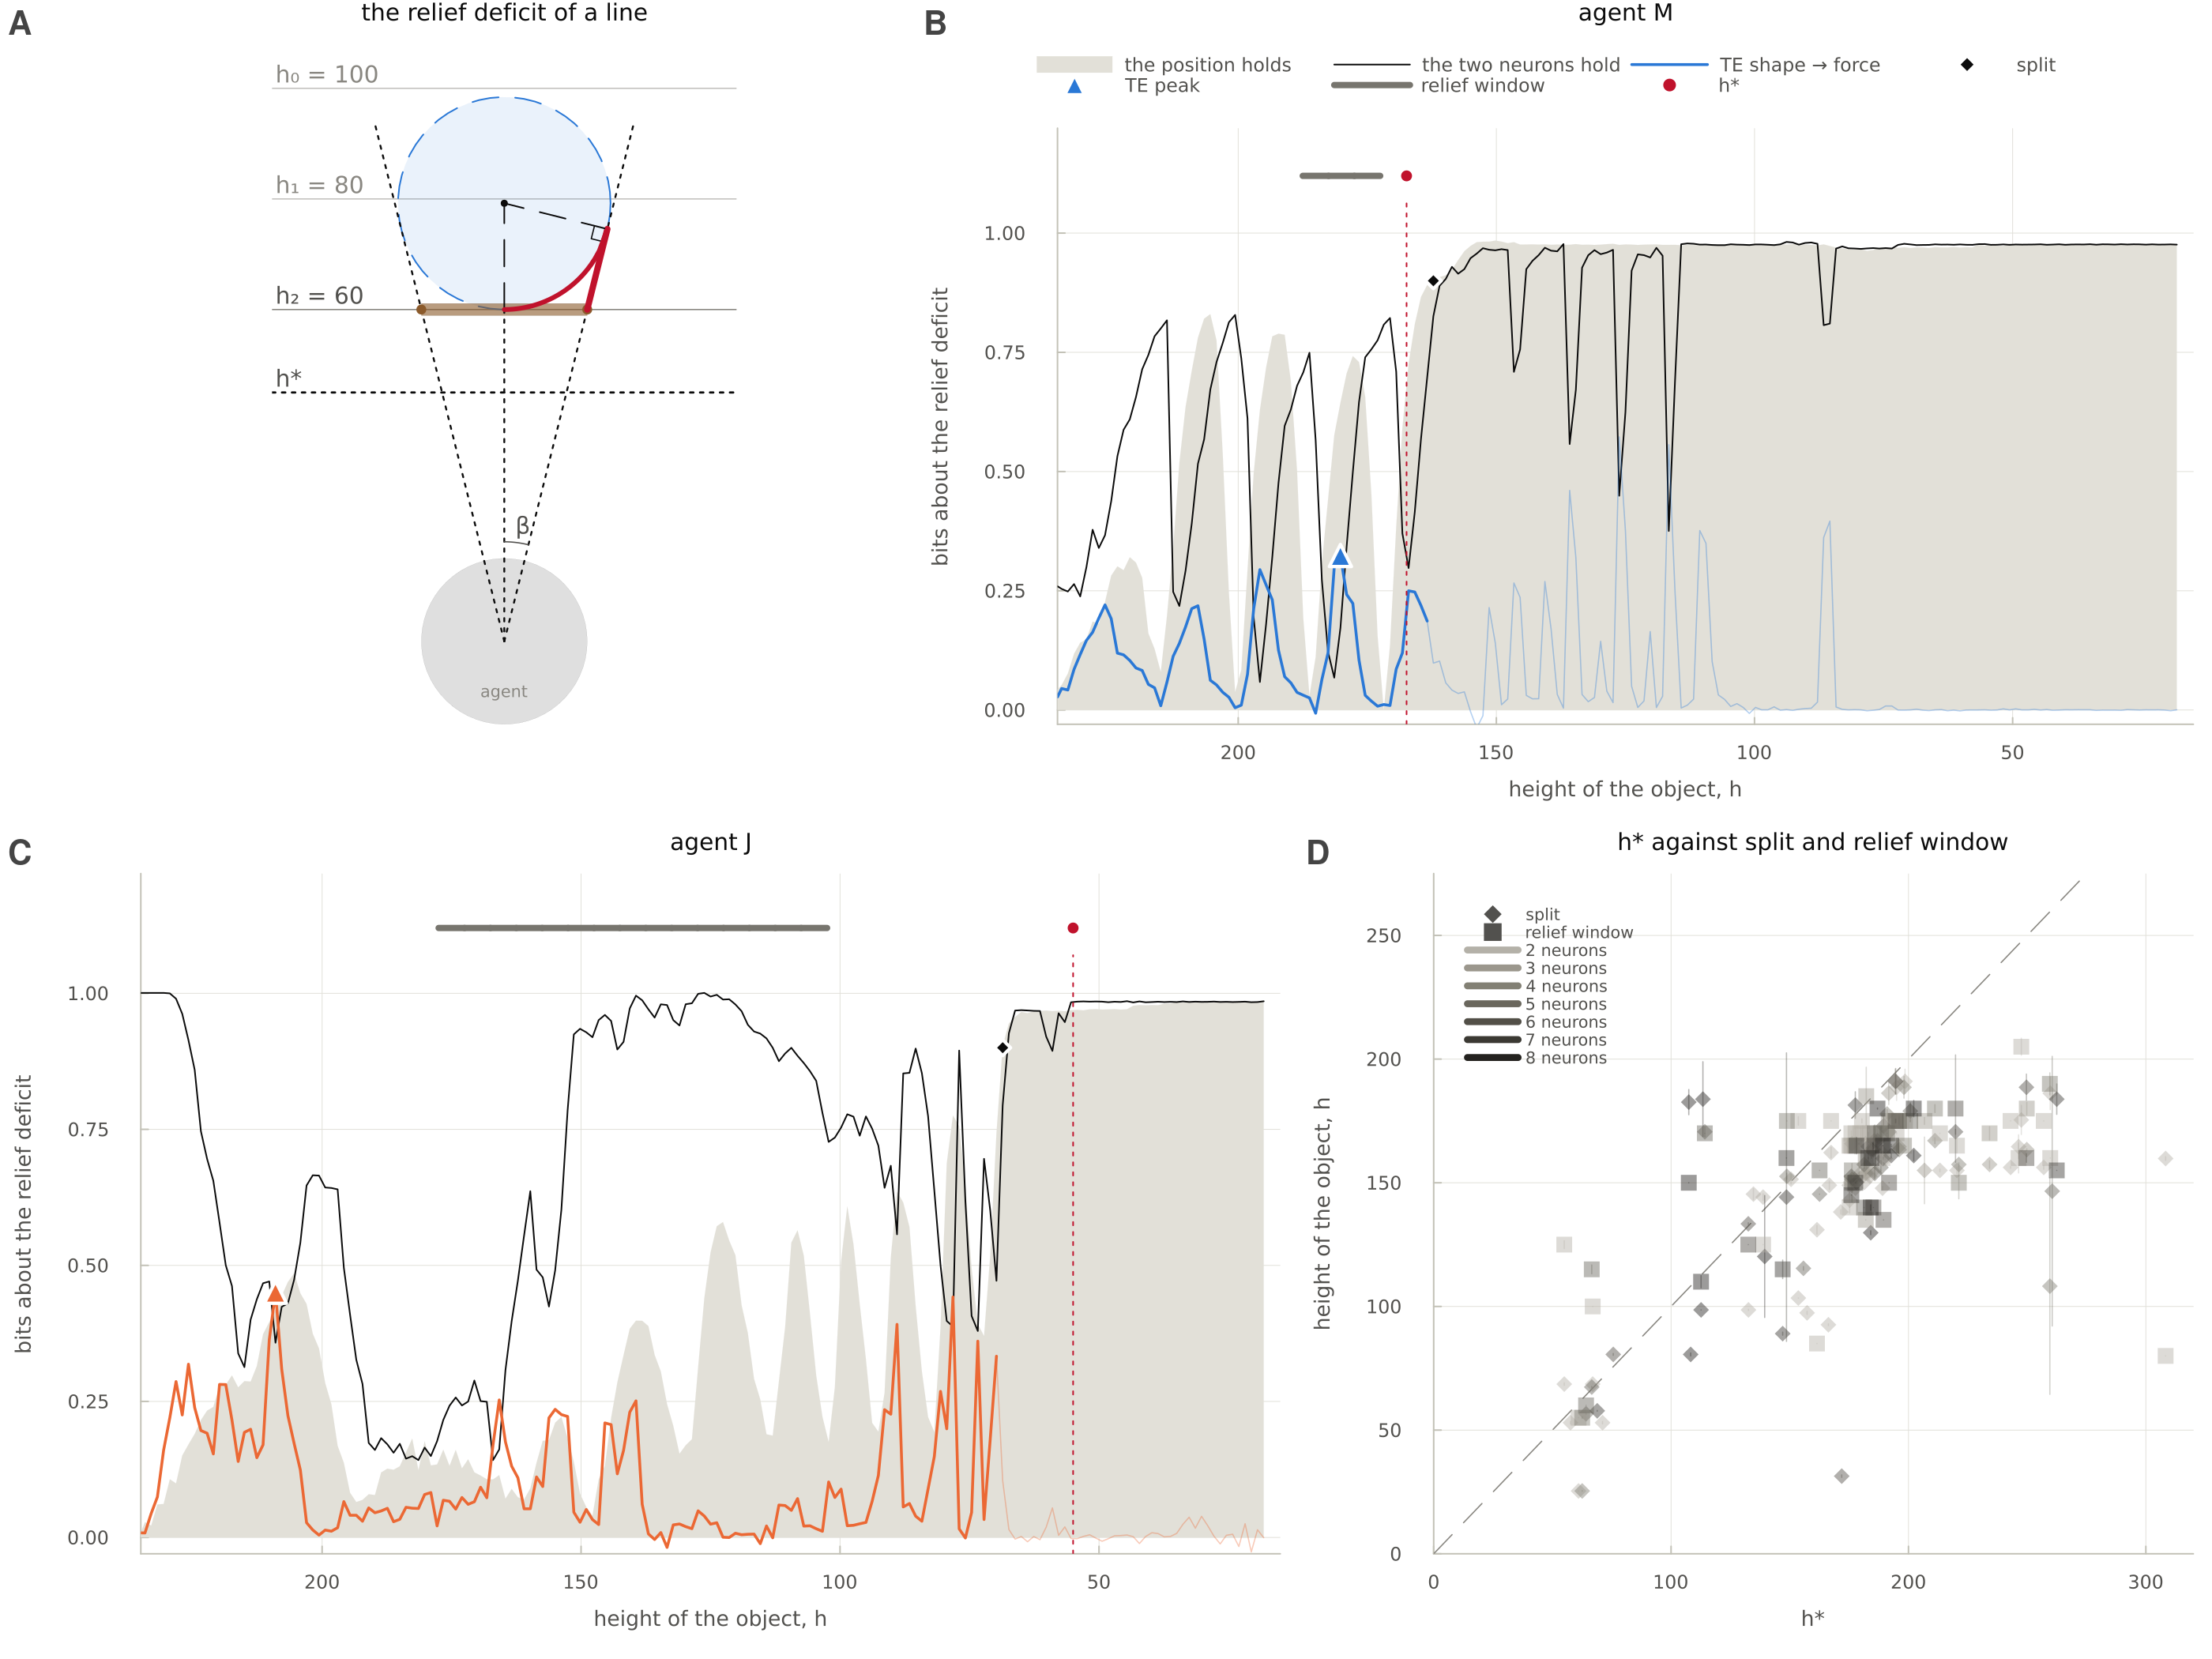 A
the relief deficit of a line
h₀ = 100
h₁ = 80
h₂ = 60
h*
β
agent
B
agent M
the position holds
the two neurons hold
TE shape → force
split
TE peak
relief window
h*
bits about the relief deficit
1.00
0.75
0.50
0.25
0.00
200
150
100
50
height of the object, h
C
agent J
bits about the relief deficit
1.00
0.75
0.50
0.25
0.00
200
150
100
50
height of the object, h
D
h* against split and relief window
split
relief window
2 neurons
3 neurons
4 neurons
5 neurons
6 neurons
7 neurons
8 neurons
height of the object, h
250
200
150
100
50
0
0
100
200
300
h*